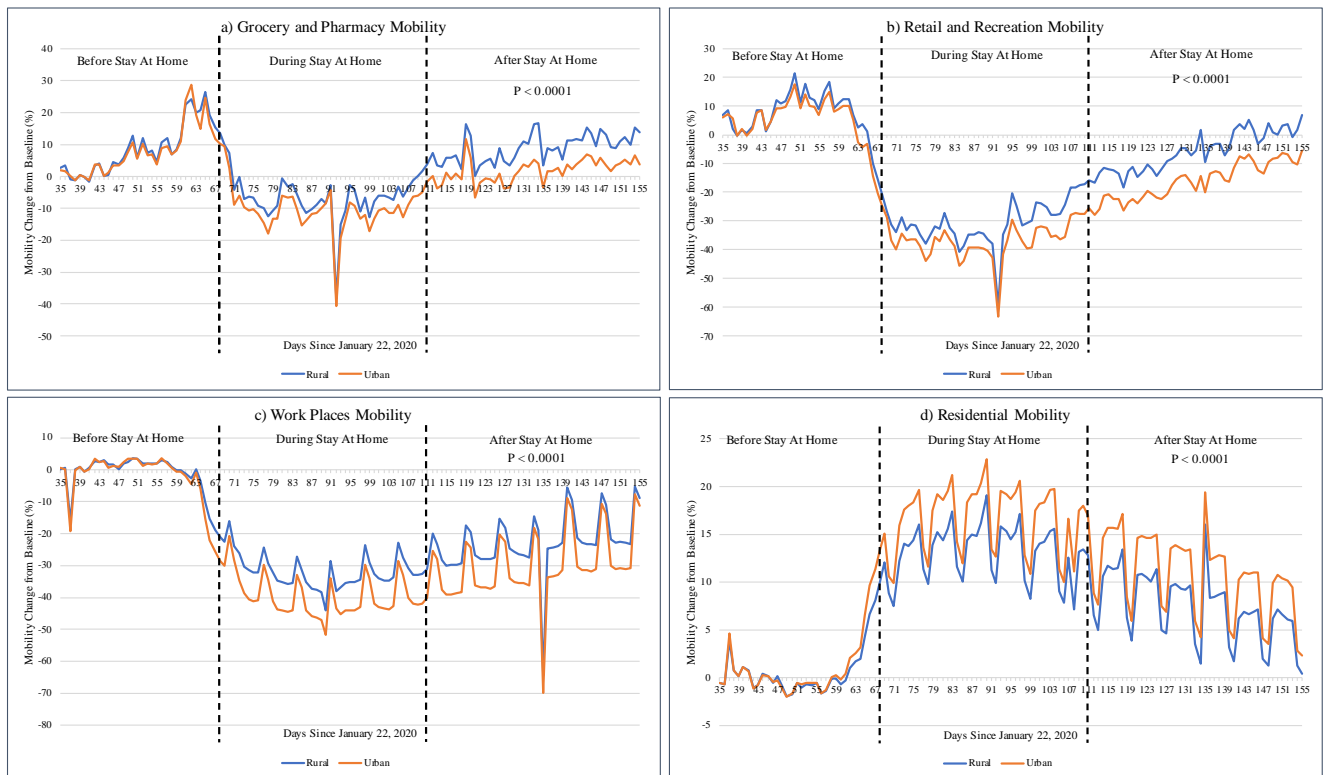 a) Grocery and Pharmacy Mobility
Before Stay At Home
During Stay At Home
After Stay At Home
P < 0.0001
Mobility Change from Baseline (%)
40
30
20
10
0
-10
-20
-30
-40
-50
35 39 43 47 51 55 59 63 67 71 75 79 83 87 91 95 99 103 107 111 115 119 123 127 131 135 139 143 147 151 155
Days Since January 22, 2020
Rural Urban
b) Retail and Recreation Mobility
Before Stay At Home
During Stay At Home
After Stay At Home
P < 0.0001
Mobility Change from Baseline (%)
30
20
10
0
-10
-20
-30
-40
-50
-60
-70
35 39 43 47 51 55 59 63 67 71 75 79 83 87 91 95 99 103 107 111 115 119 123 127 131 135 139 143 147 151 155
Days Since January 22, 2020
Rural Urban
c) Work Places Mobility
Before Stay At Home
During Stay At Home
After Stay At Home
P < 0.0001
Mobility Change from Baseline (%)
10
0
-10
-20
-30
-40
-50
-60
-70
-80
35 39 43 47 51 55 59 63 67 71 75 79 83 87 91 95 99 103 107 111 115 119 123 127 131 135 139 143 147 151 155
Days Since January 22, 2020
Rural Urban
d) Residential Mobility
Before Stay At Home
During Stay At Home
After Stay At Home
P < 0.0001
Mobility Change from Baseline (%)
25
20
15
10
5
0
-5
35 39 43 47 51 55 59 63 67 71 75 79 83 87 91 95 99 103 107 111 115 119 123 127 131 135 139 143 147 151 155
Days Since January 22, 2020
Rural Urban